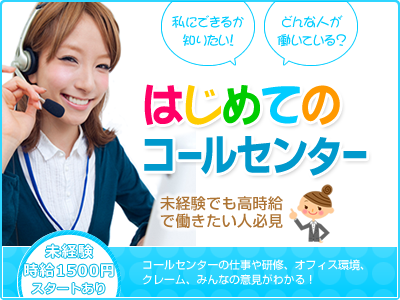 私にできるか
知りたい!
どんな人が
働いている?
はじめての
コールセンター
未経験でも高時給
で働きたい人必見
未経験
時給1500円
スタートあり
コールセンターの仕事や研修、オフィス環境、
クレーム、みんなの意見がわかる!